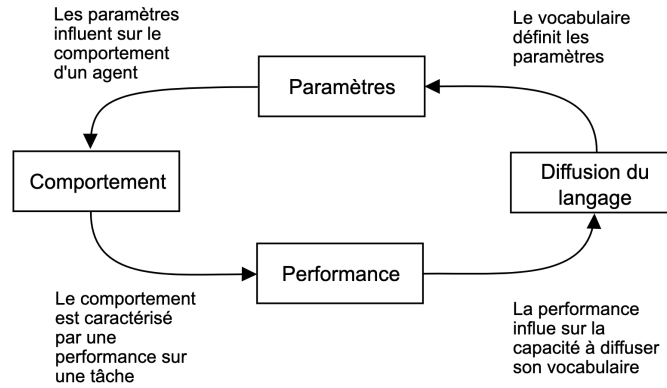 Les paramètres
influent sur le
comportement
d'un agent
Le vocabulaire
définit les
paramètres
Paramètres
Comportement
Diffusion du
langage
Performance
Le comportement
est caractérisé
par une
performance sur
une tâche
La performance
influe sur la
capacité à diffuser
son vocabulaire